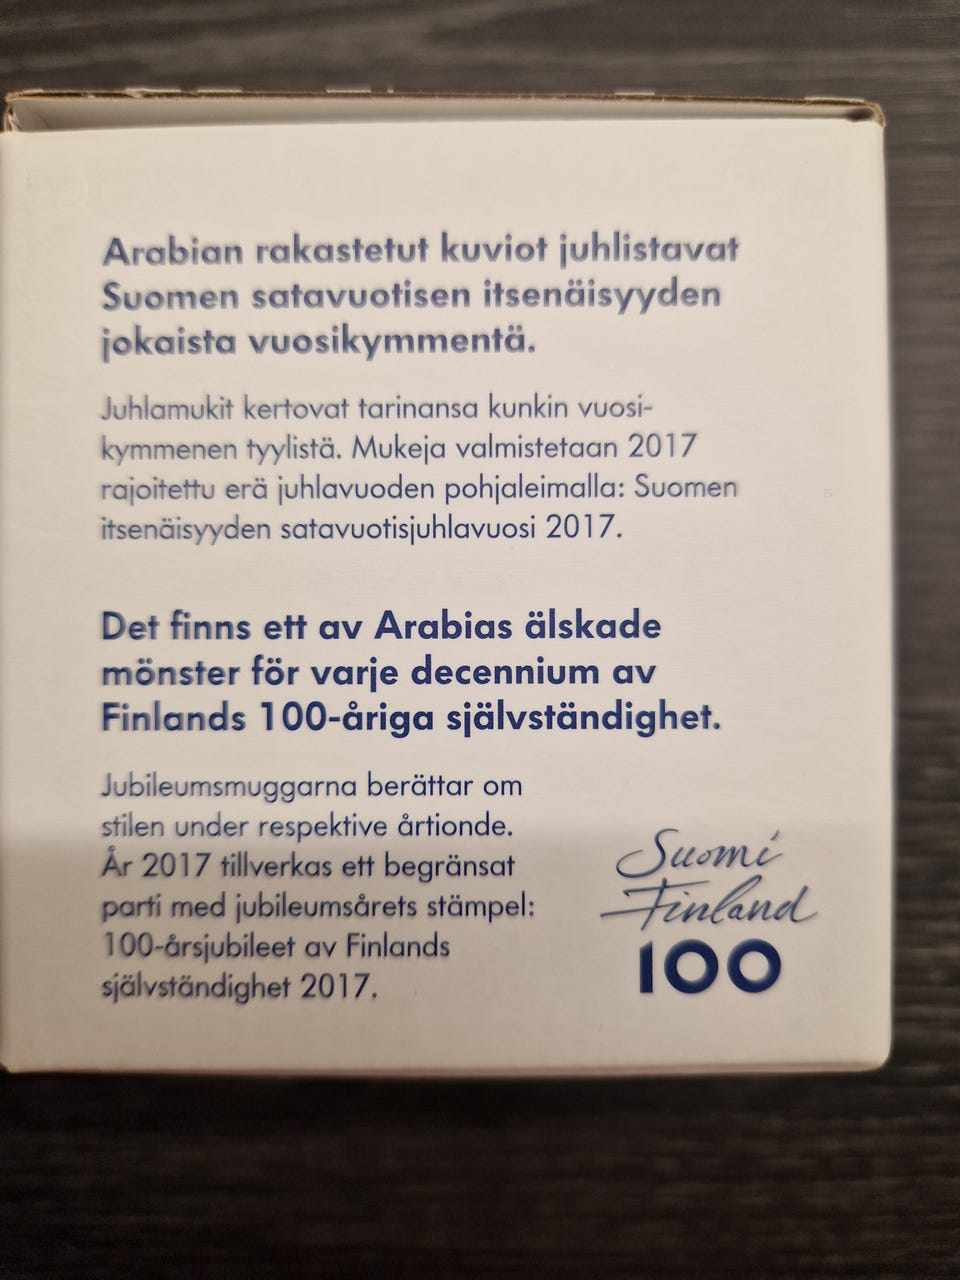 Arabian rakastetut kuviot juhlistavat
Suomen satavuotisen itsenäisyyden
jokaista vuosikymmentä.
Juhlamukit kertovat tarinansa kunkin vuosi-
kymmenen tyylistä. Mukeja valmistetaan 2017
rajoitettu erä juhlavuoden pohjaleimalla: Suomen
itsenäisyyden satavuotisjuhlavuosi 2017.
Det finns ett av Arabias älskade
mönster för varje decennium av
Finlands 100-åriga självständighet.
Jubileumsmuggarna berättar om
stilen under respektive årtionde.
År 2017 tillverkas ett begränsat
parti med jubileumsårets stämpel:
100-årsjubileet av Finlands
självständighet 2017.
Suomi
Finland
100